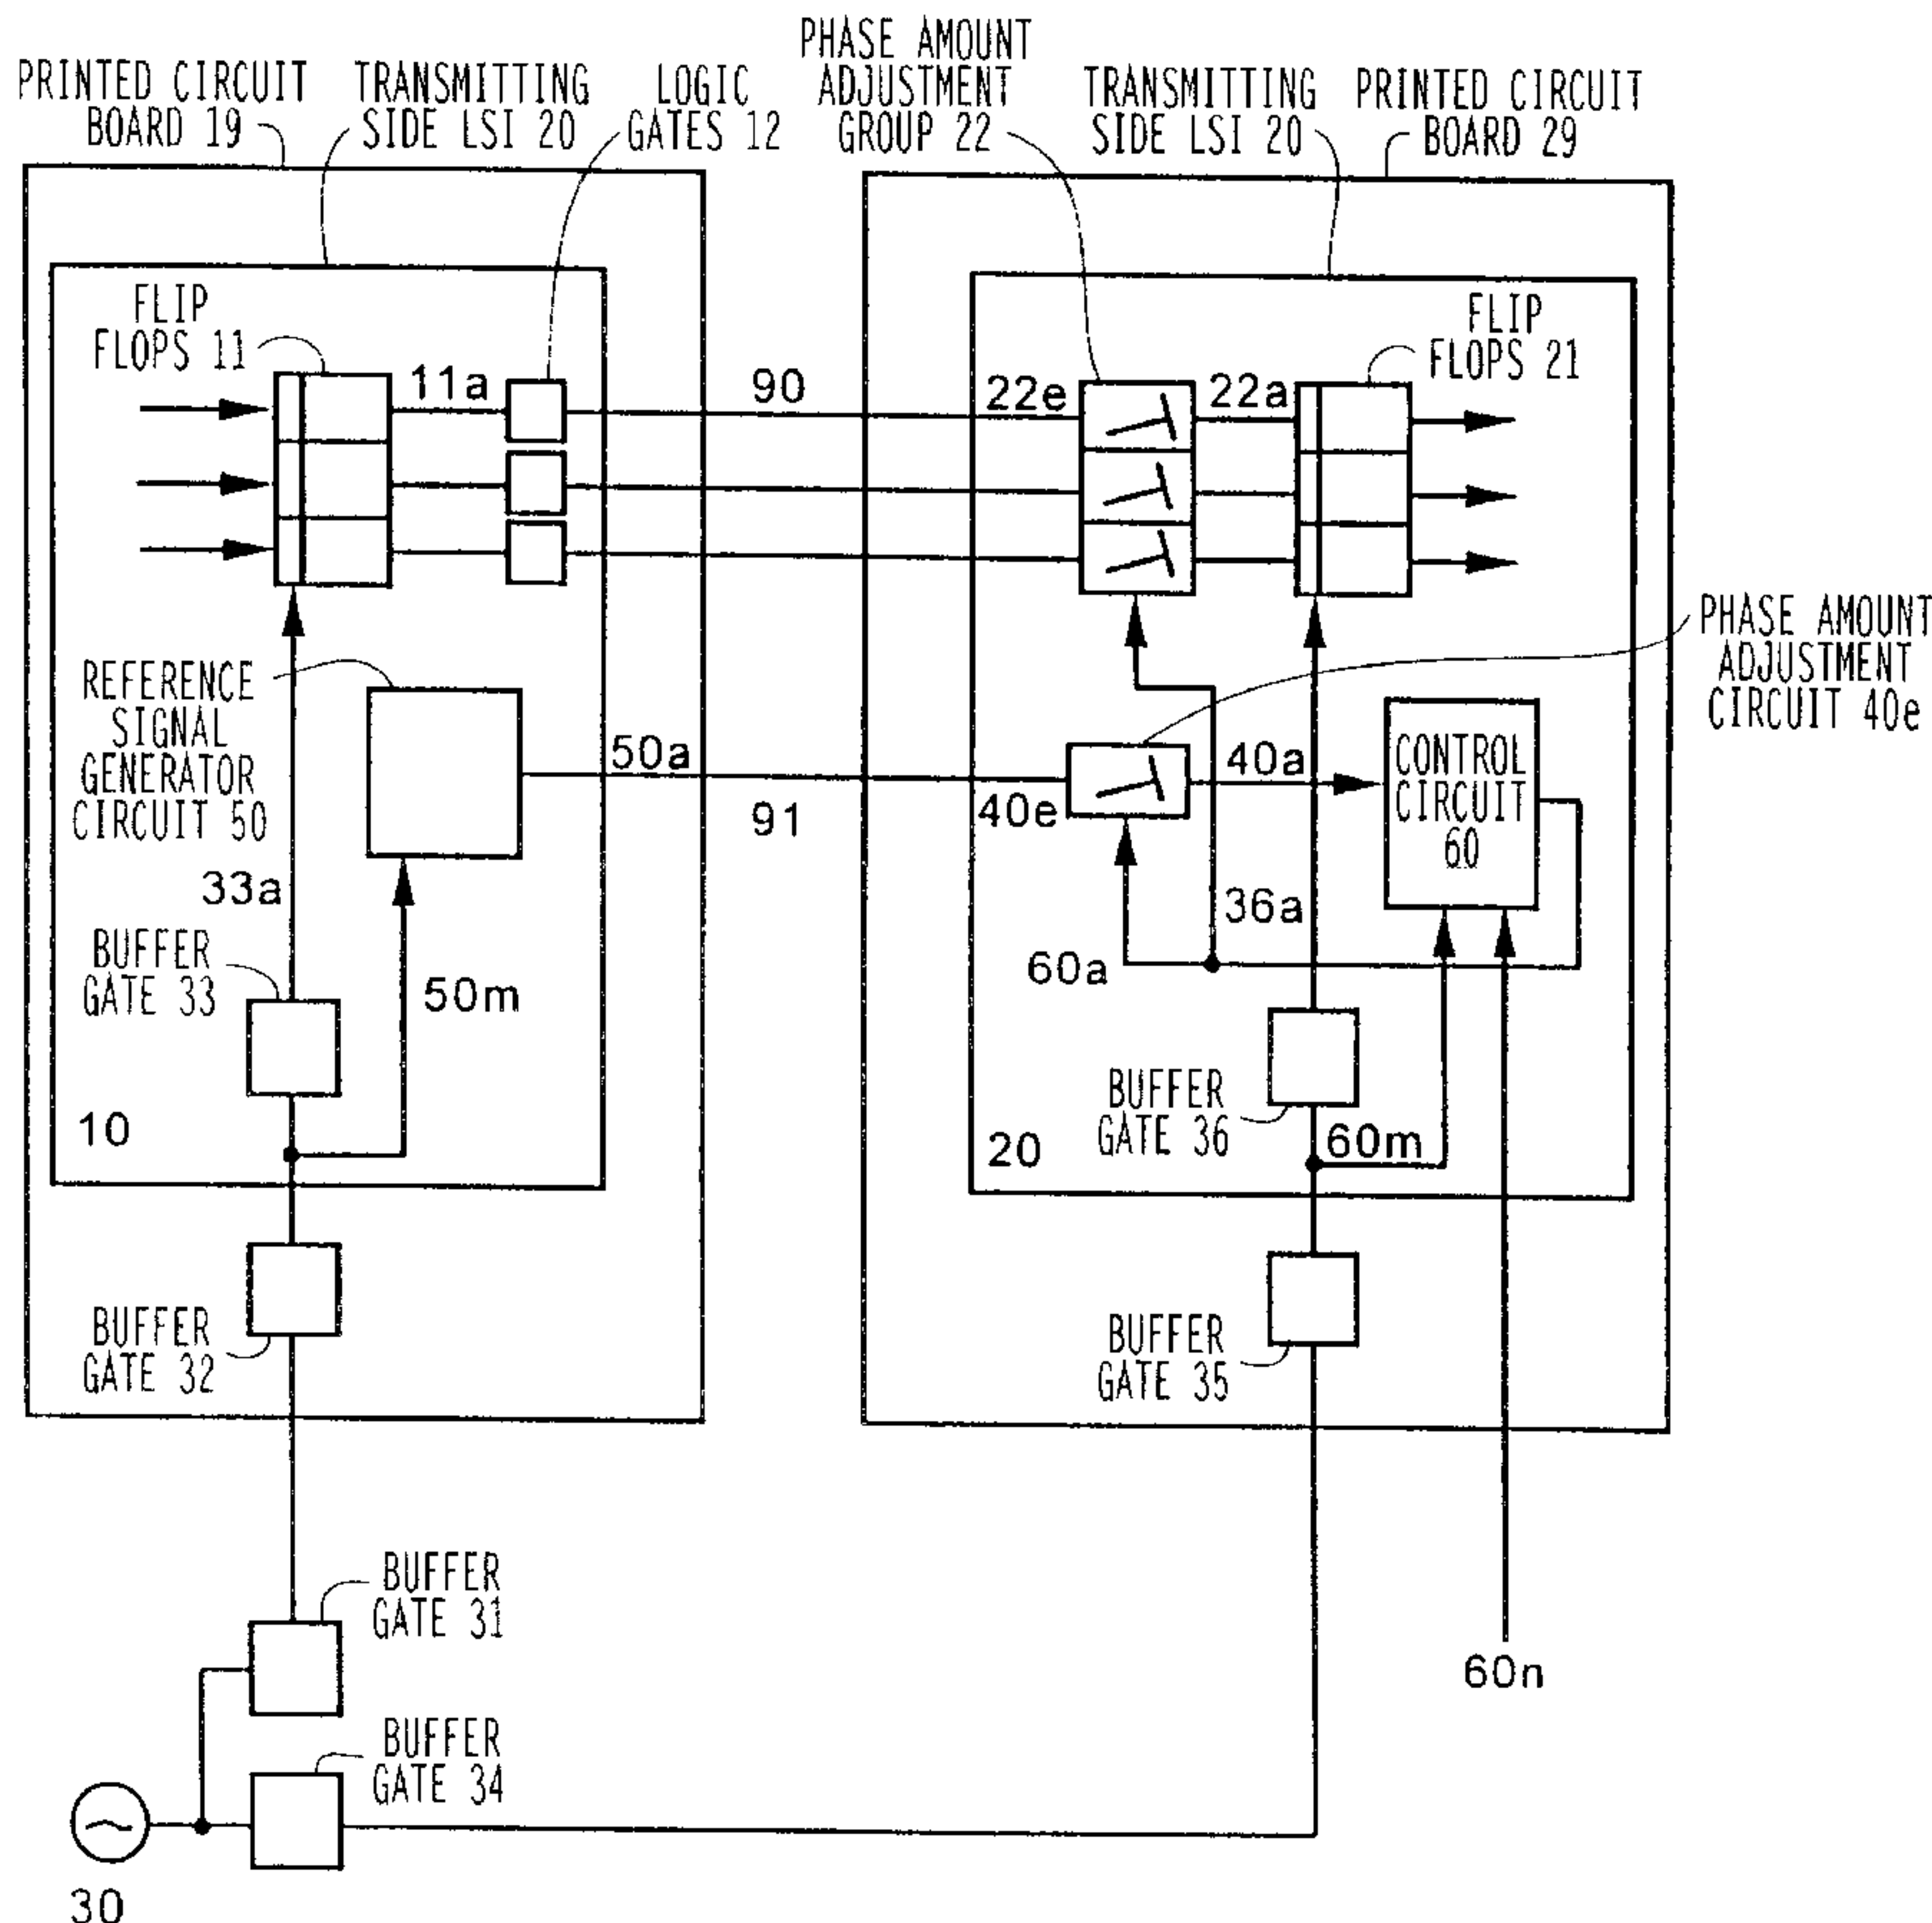 PRINTED CIRCUIT
BOARD 19
TRANSMITTING
SIDE LSI 20
LOGIC
GATES 12
PHASE AMOUNT
ADJUSTMENT
GROUP 22
TRANSMITTING
SIDE LSI 20
PRINTED CIRCUIT
BOARD 29
FLIP
FLOPS 11
11a
90
22e
22a
FLIP
FLOPS 21
PHASE AMOUNT
ADJUSTMENT
CIRCUIT 40e
REFERENCE
SIGNAL
GENERATOR
CIRCUIT 50
50a
91
40e
40a
CONTROL
CIRCUIT
60
33a
36a
60a
BUFFER
GATE 33
50m
10
BUFFER
GATE 36
60m
20
BUFFER
GATE 32
BUFFER
GATE 35
BUFFER
GATE 31
60n
BUFFER
GATE 34
30